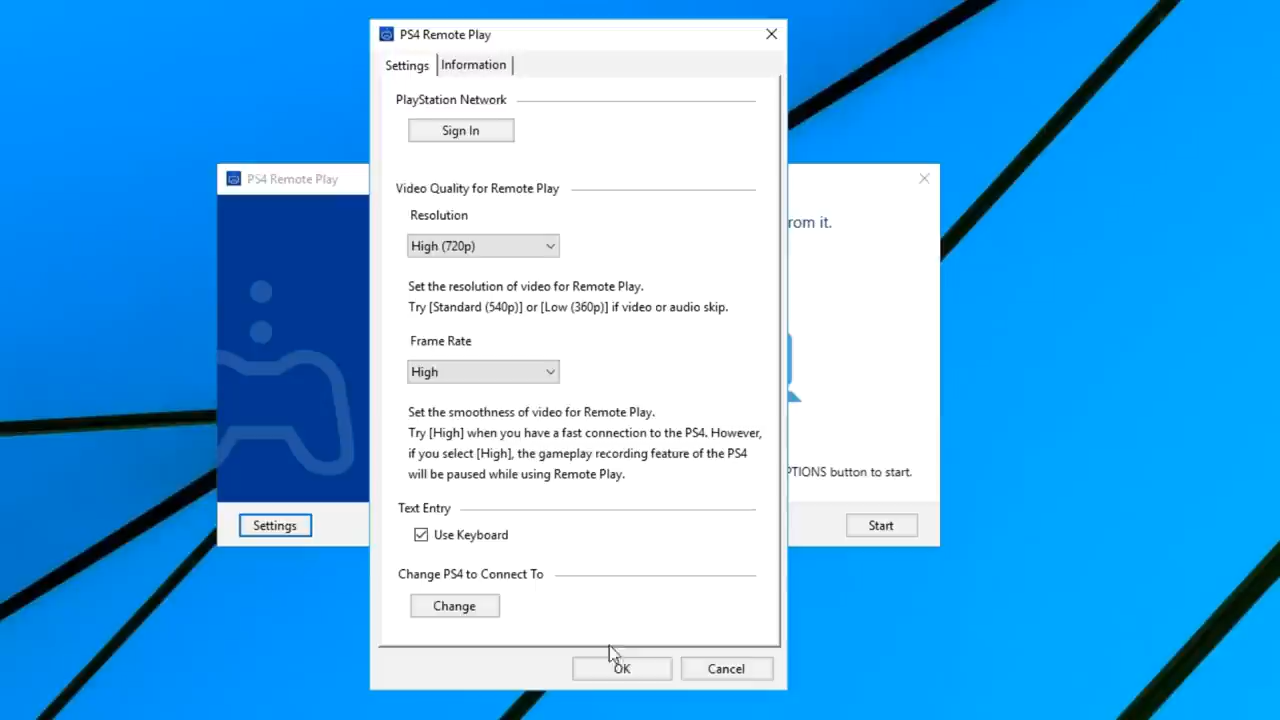 PS4 Remote Play
Settings
Information
PlayStation Network
Sign In
Video Quality for Remote Play
Resolution
High (720p)
Set the resolution of video for Remote Play.
Try [Standard (540p)] or [Low (360p)] if video or audio skip.
Frame Rate
High
Set the smoothness of video for Remote Play.
Try [High] when you have a fast connection to the PS4. However,
if you select [High], the gameplay recording feature of the PS4
will be paused while using Remote Play.
Text Entry
Use Keyboard
Change PS4 to Connect To
Change
OK
Cancel
PS4 Remote Play
rom it.
PTIONS button to start.
Settings
Start